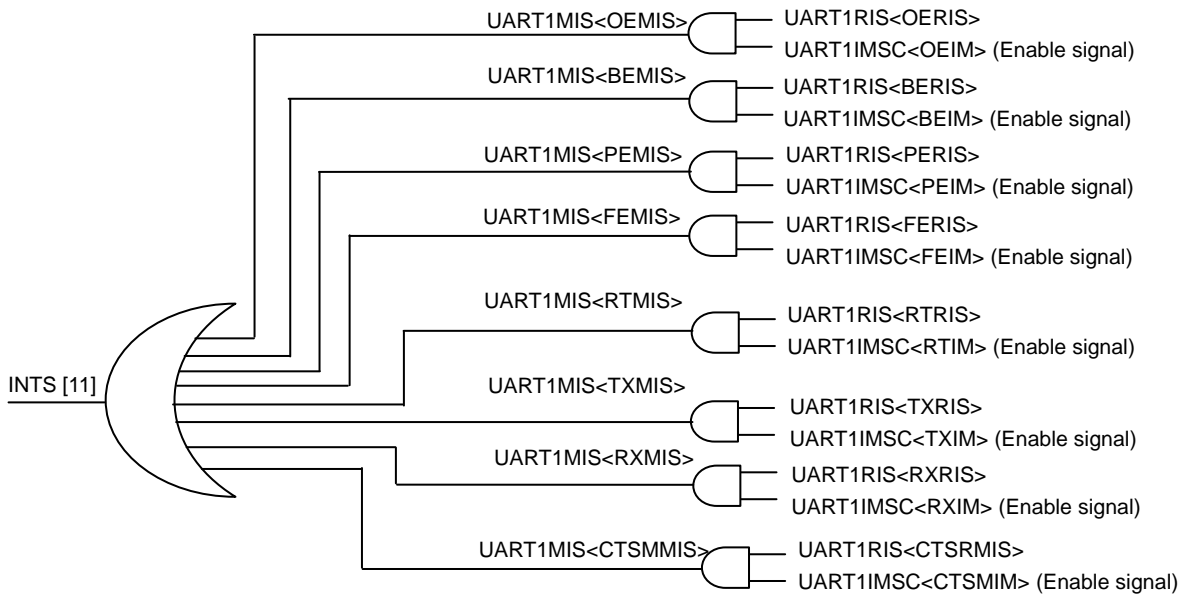 UART1MIS<OEMIS>
UART1RIS<OERIS>
UART1IMSC<OEIM> (Enable signal)
UART1MIS<BEMIS>
UART1RIS<BERIS>
UART1IMSC<BEIM> (Enable signal)
UART1MIS<PEMIS>
UART1RIS<PERIS>
UART1IMSC<PEIM> (Enable signal)
UART1MIS<FEMIS>
UART1RIS<FERIS>
UART1IMSC<FEIM> (Enable signal)
UART1MIS<RTMIS>
UART1RIS<RTRIS>
UART1IMSC<RTIM> (Enable signal)
INTS [11]
UART1MIS<TXMIS>
UART1RIS<TXRIS>
UART1IMSC<TXIM> (Enable signal)
UART1MIS<RXMIS>
UART1RIS<RXRIS>
UART1IMSC<RXIM> (Enable signal)
UART1MIS<CTSMMIS>
UART1RIS<CTSRMIS>
UART1IMSC<CTSMIM> (Enable signal)